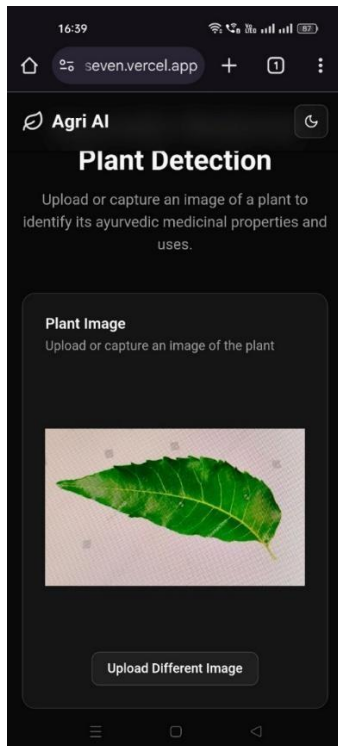 16:39
87
seven.vercel.app
1
Agri AI
Plant Detection
Upload or capture an image of a plant to
identify its ayurvedic medicinal properties and
uses.
Plant Image
Upload or capture an image of the plant
Upload Different Image